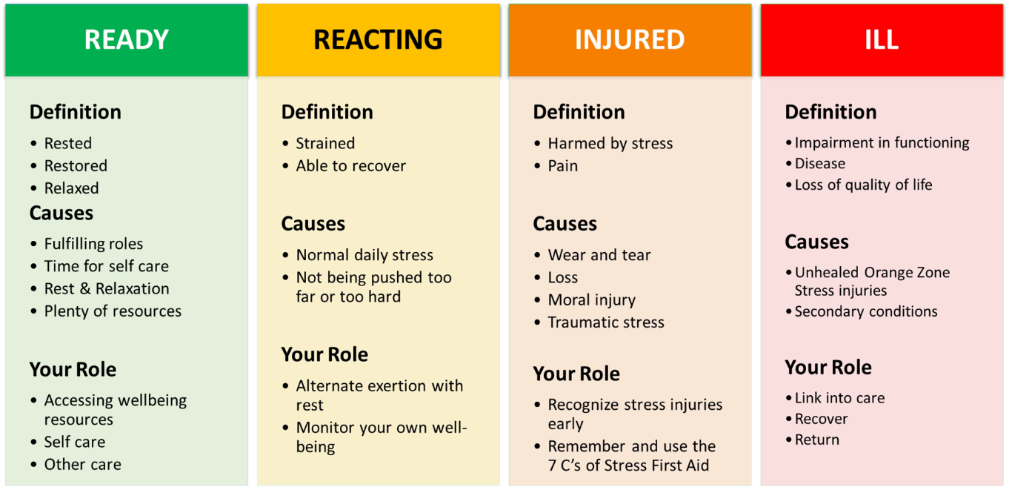 READY
Definition
• Rested
• Restored
• Relaxed
Causes
• Fulfilling roles
• Time for self care
• Rest & Relaxation
• Plenty of resources
Your Role
• Accessing wellbeing
resources
• Self care
• Other care
REACTING
Definition
• Strained
• Able to recover
Causes
• Normal daily stress
• Not being pushed too
far or too hard
Your Role
• Alternate exertion with
rest
• Monitor your own well-
being
INJURED
Definition
• Harmed by stress
• Pain
Causes
• Wear and tear
• Loss
• Moral injury
• Traumatic stress
Your Role
• Recognize stress injuries
early
• Remember and use the
7 C's of Stress First Aid
ILL
Definition
• Impairment in functioning
• Disease
• Loss of quality of life
Causes
• Unhealed Orange Zone
Stress injuries
• Secondary conditions
Your Role
• Link into care
• Recover
• Return